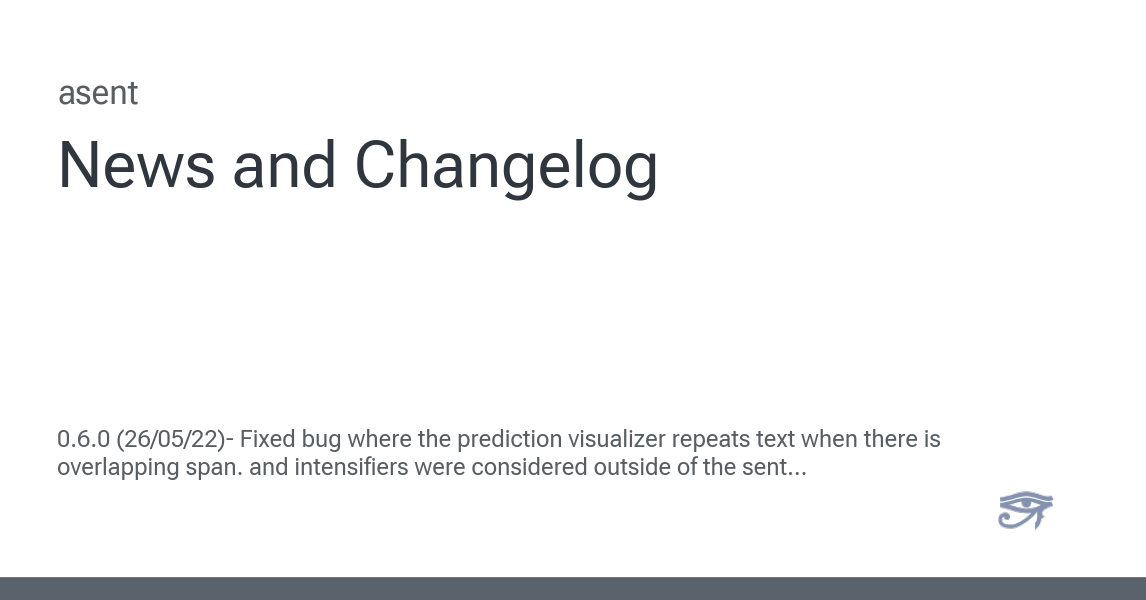 asent
News and Changelog
0.6.0 (26/05/22)- Fixed bug where the prediction visualizer repeats text when there is
overlapping span. and intensifiers were considered outside of the sent...